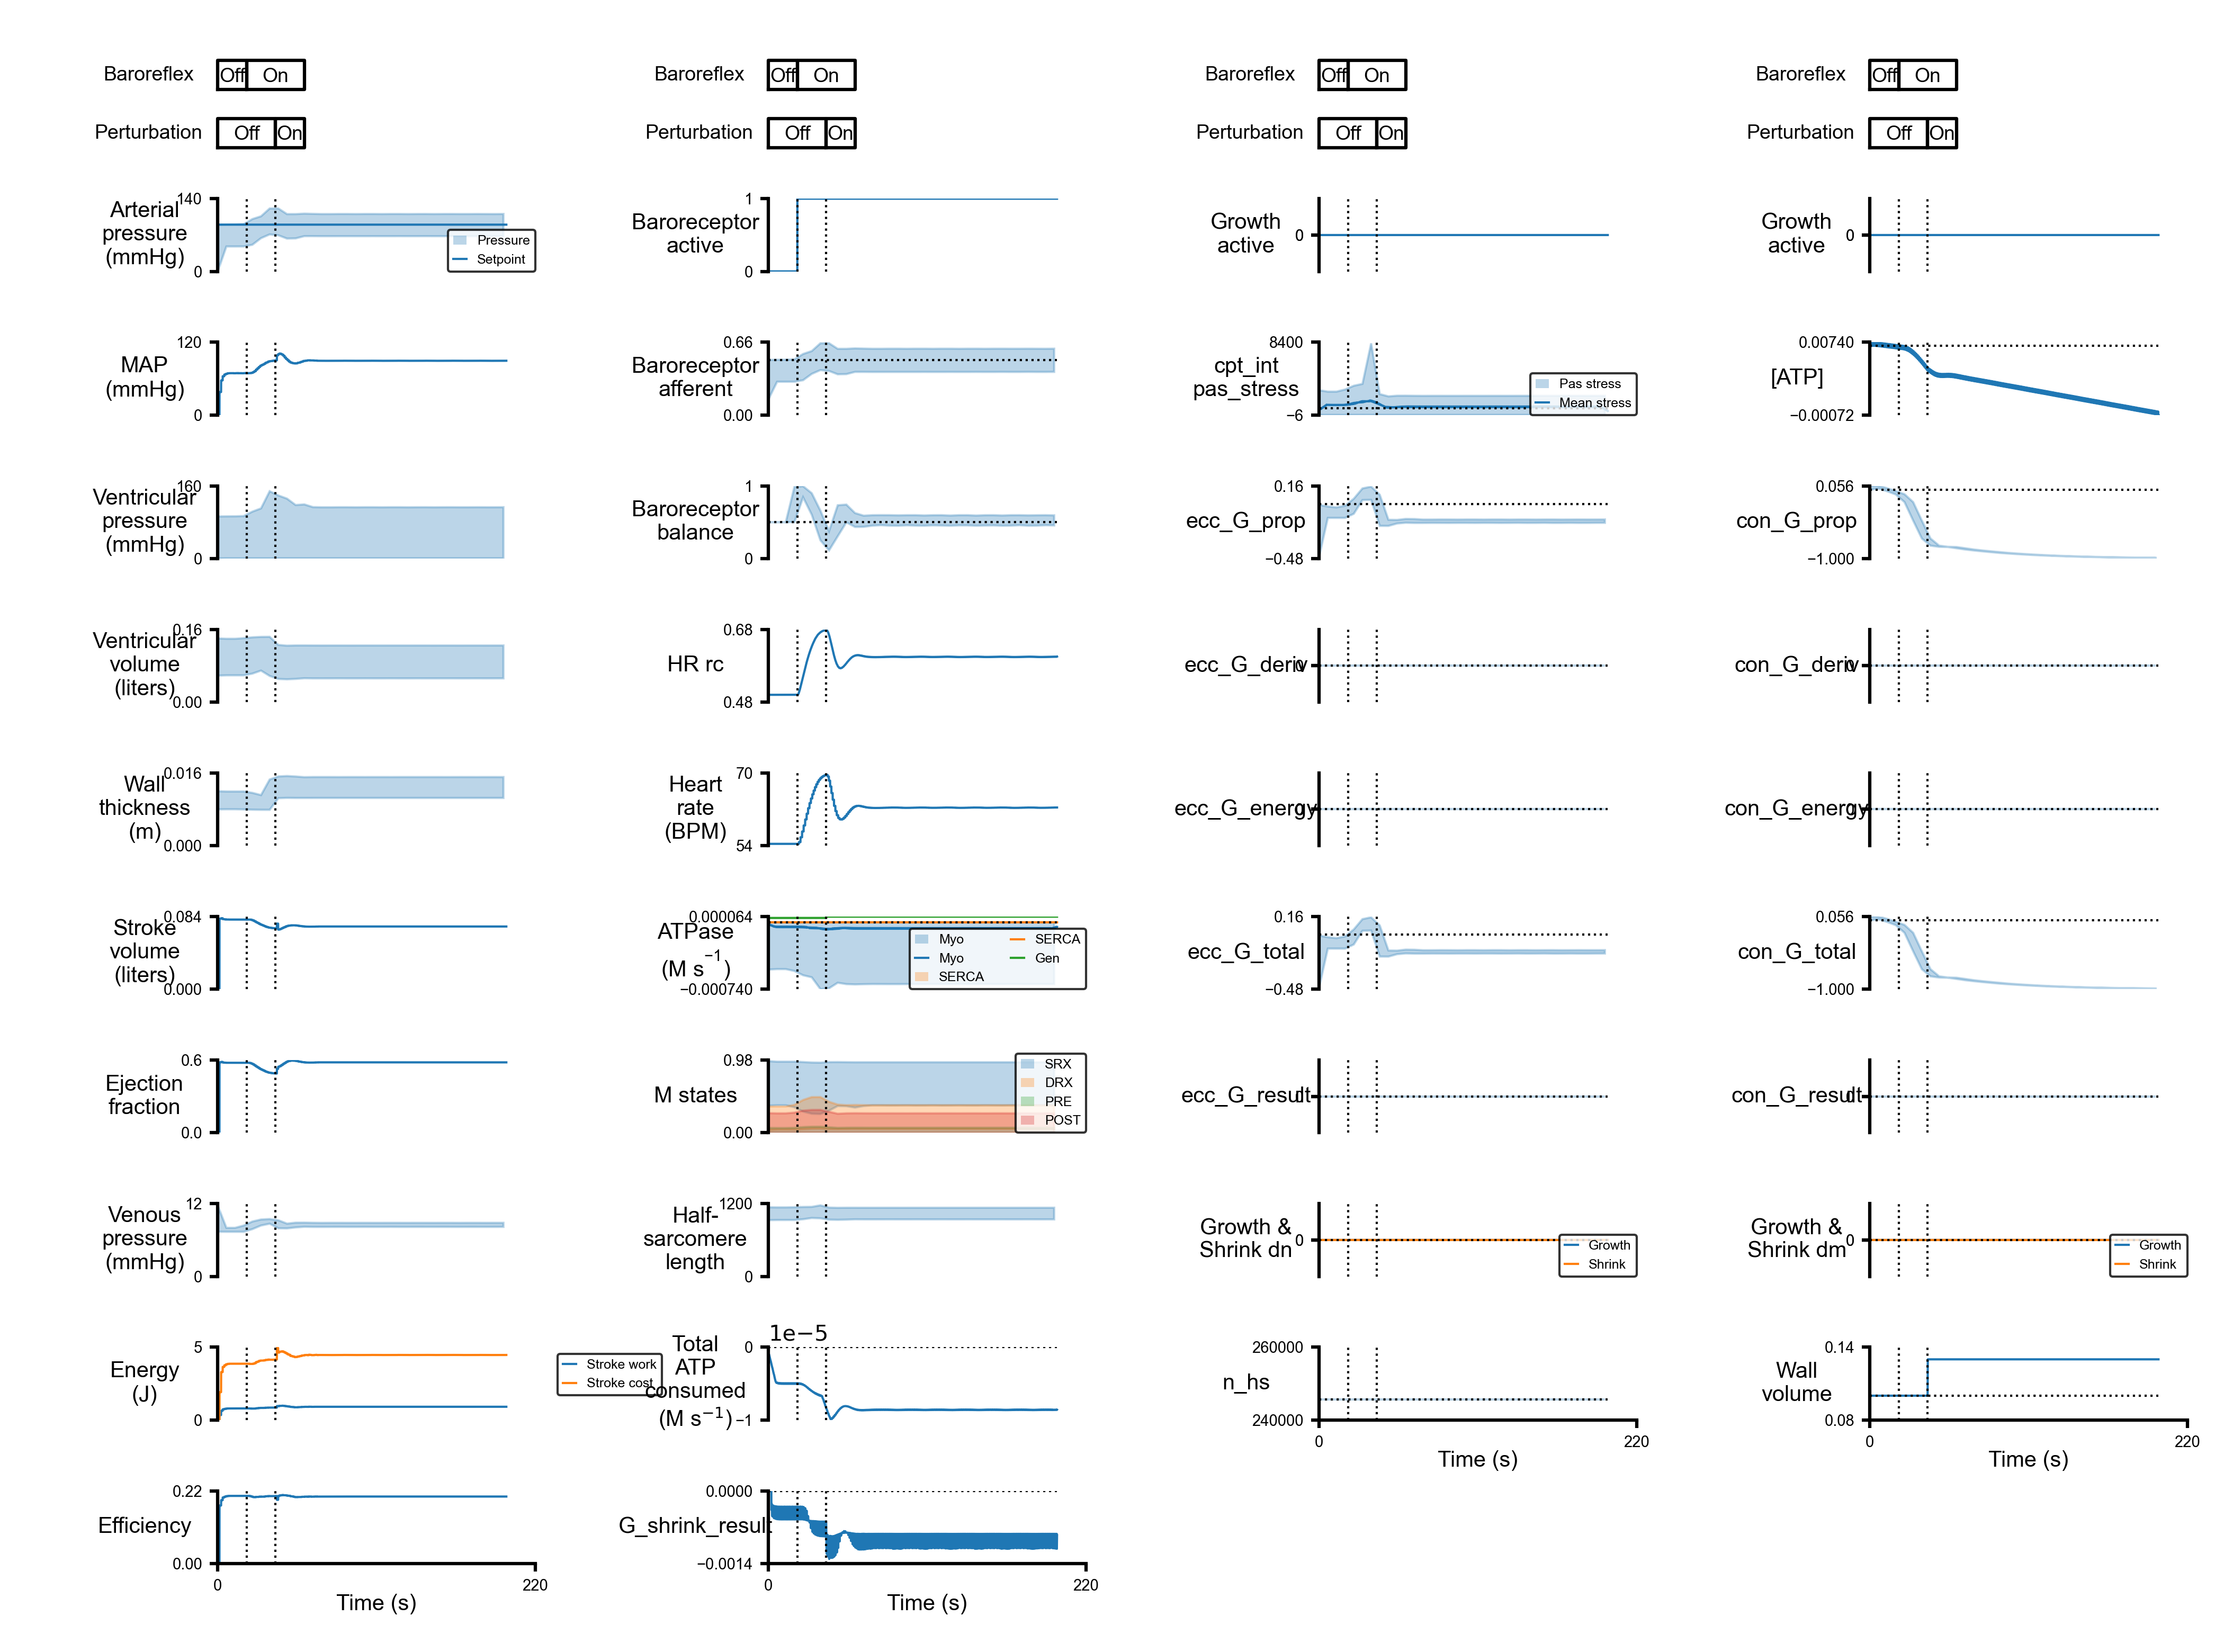 Baroreflex Off On
Perturbation Off On
Arterial
pressure
(mmHg)
140
0
Pressure
Setpoint
MAP
(mmHg)
120
0
Ventricular
pressure
(mmHg)
160
0
Ventricular
volume
(liters)
0.16
0.00
Wall
thickness
(m)
0.016
0.000
Stroke
volume
(liters)
0.084
0.000
Ejection
fraction
0.6
0.0
Venous
pressure
(mmHg)
12
0
Energy
(J)
5
0
Stroke work
Stroke cost
Efficiency
0.22
0.00
0 220
Time (s)
Baroreflex Off On
Perturbation Off On
Baroreceptor
active
1
0
Baroreceptor
afferent
0.66
0.00
Baroreceptor
balance
1
0
HR rc
0.68
0.48
Heart
rate
(BPM)
70
54
ATPase
(M s⁻¹)
0.000064
−0.000740
Myo SERCA
Myo Gen
SERCA
M states
0.98
0.00
SRX
DRX
PRE
POST
Half-
sarcomere
length
1200
0
Total
ATP
consumed
(M s⁻¹)
1e−5
0
−1
G_shrink_result
0.0000
−0.0014
0 220
Time (s)
Baroreflex Off On
Perturbation Off On
Growth
active
0
cpt_int
pas_stress
8400
−6
Pas stress
Mean stress
ecc_G_prop
0.16
−0.48
ecc_G_deriv
0
ecc_G_energy
0
ecc_G_total
0.16
−0.48
ecc_G_result
0
Growth &
Shrink dn
0
Growth
Shrink
n_hs
260000
240000
0 220
Time (s)
Baroreflex Off On
Perturbation Off On
Growth
active
0
[ATP]
0.00740
−0.00072
con_G_prop
0.056
−1.000
con_G_deriv
0
con_G_energy
0
con_G_total
0.056
−1.000
con_G_result
0
Growth &
Shrink dm
0
Growth
Shrink
Wall
volume
0.14
0.08
0 220
Time (s)